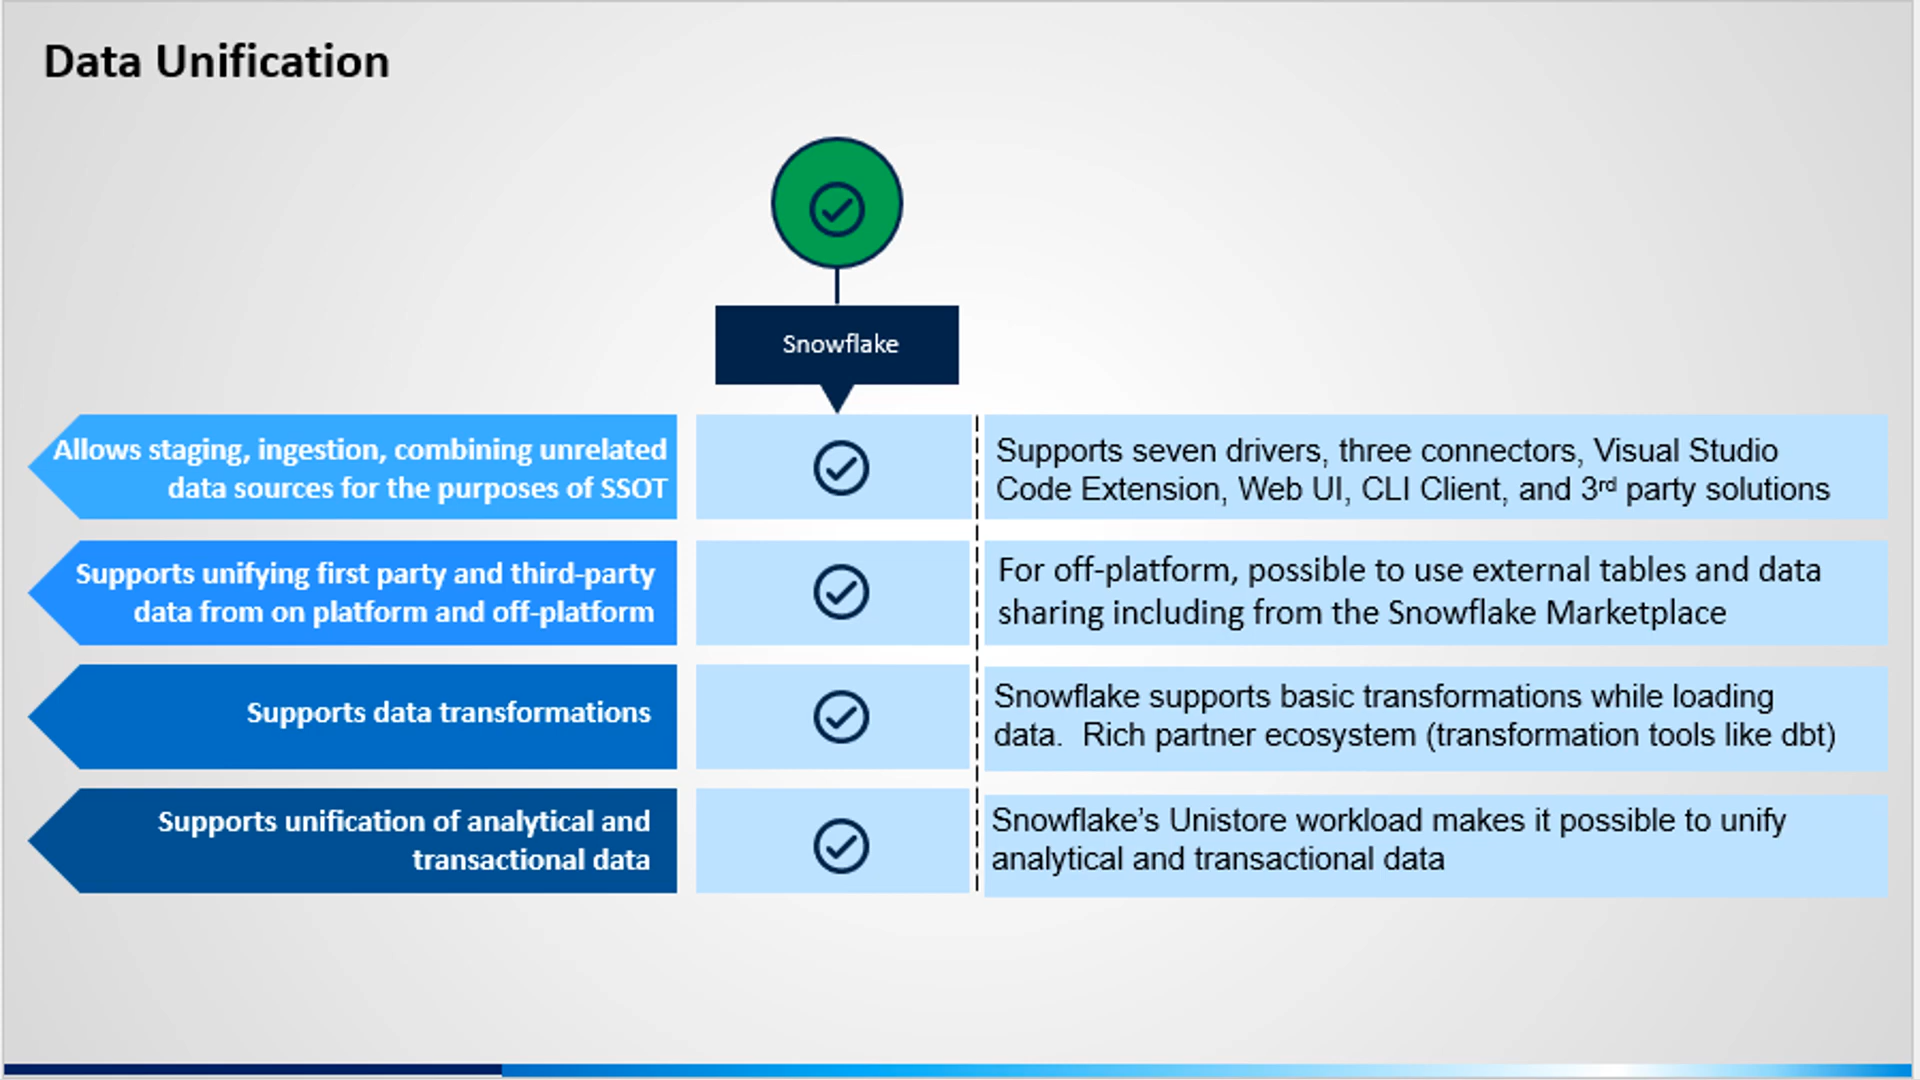 Data Unification
Snowflake
Allows staging, ingestion, combining unrelated
data sources for the purposes of SSOT
Supports seven drivers, three connectors, Visual Studio
Code Extension, Web UI, CLI Client, and 3rd party solutions
Supports unifying first party and third-party
data from on platform and off-platform
For off-platform, possible to use external tables and data
sharing including from the Snowflake Marketplace
Supports data transformations
Snowflake supports basic transformations while loading
data.  Rich partner ecosystem (transformation tools like dbt)
Supports unification of analytical and
transactional data
Snowflake’s Unistore workload makes it possible to unify
analytical and transactional data